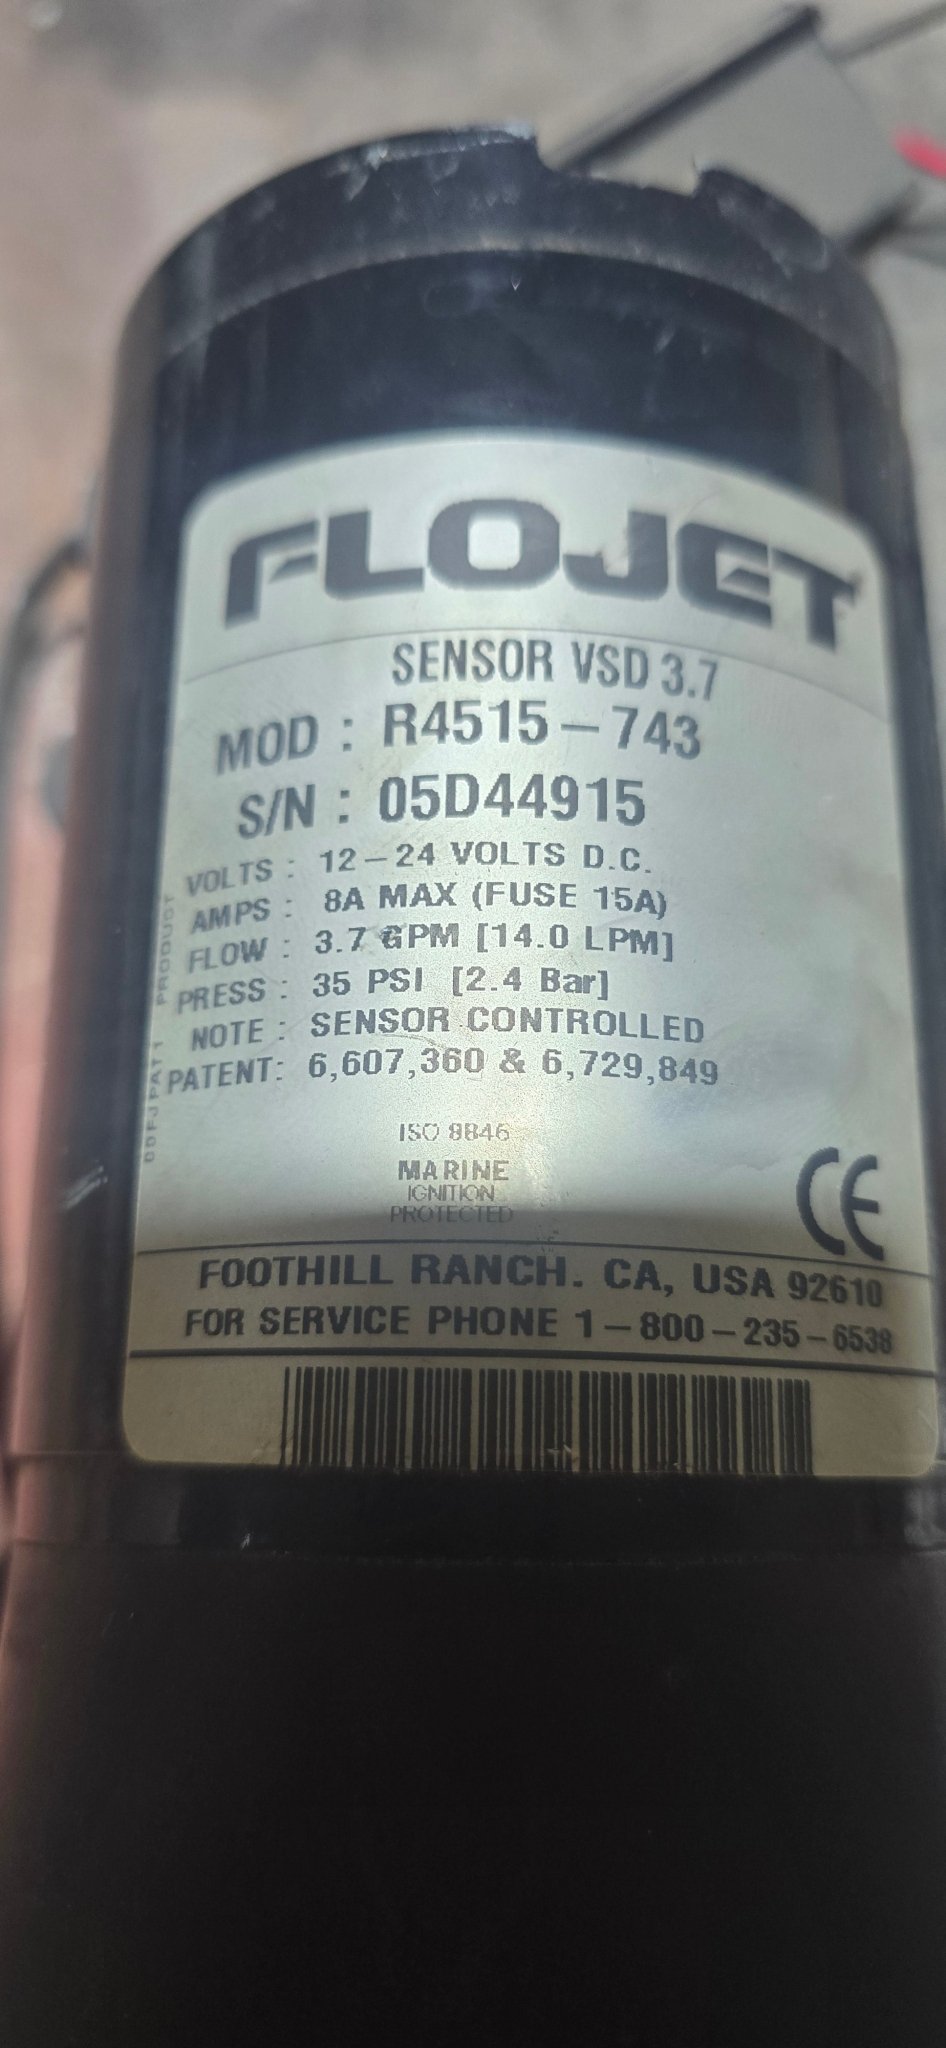 FLOJET
SENSOR VSD 3.7
MOD : R4515-743
S/N : 05D44915
VOLTS : 12-24 VOLTS D.C.
AMPS : 8A MAX (FUSE 15A)
FLOW : 3.7 GPM [14.0 LPM]
PRESS : 35 PSI [2.4 Bar]
NOTE : SENSOR CONTROLLED
PATENT: 6,607,360 & 6,729,849
ISO 8846
MARINE
IGNITION
PROTECTED
CE
FOOTHILL RANCH. CA, USA 92610
FOR SERVICE PHONE 1-800-235-6538
PRODUCT